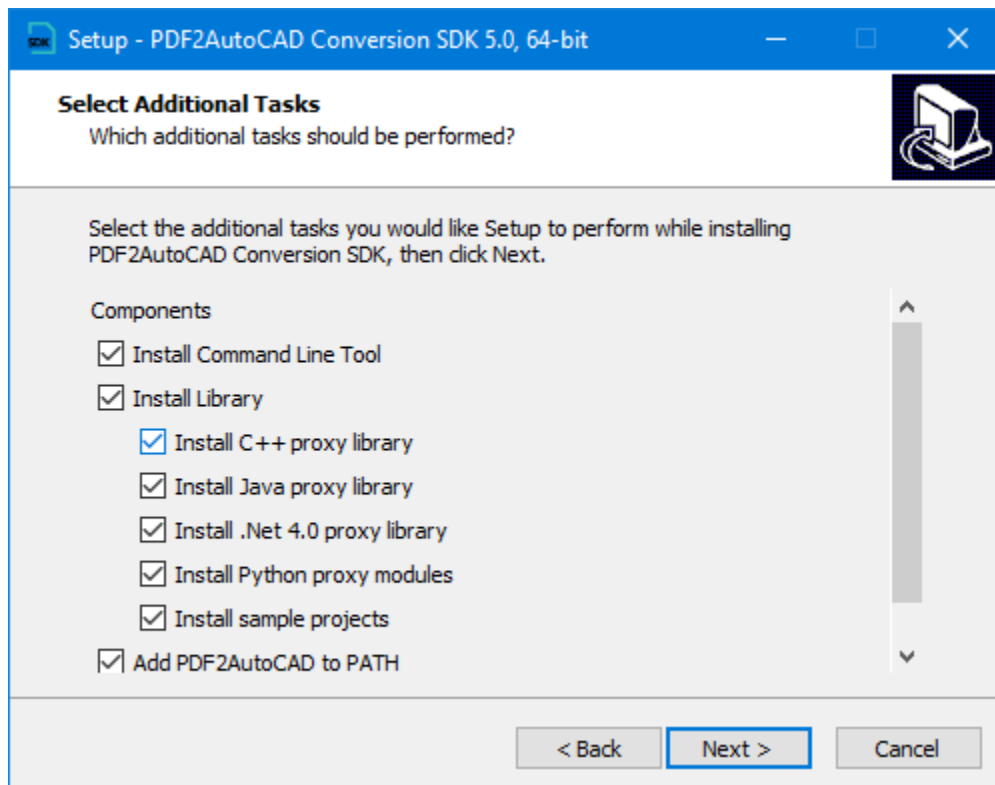 SDK
Setup - PDF2AutoCAD Conversion SDK 5.0, 64-bit
Select Additional Tasks
Which additional tasks should be performed?
Select the additional tasks you would like Setup to perform while installing
PDF2AutoCAD Conversion SDK, then click Next.
Components
Install Command Line Tool
Install Library
Install C++ proxy library
Install Java proxy library
Install .Net 4.0 proxy library
Install Python proxy modules
Install sample projects
Add PDF2AutoCAD to PATH
< Back
Next >
Cancel